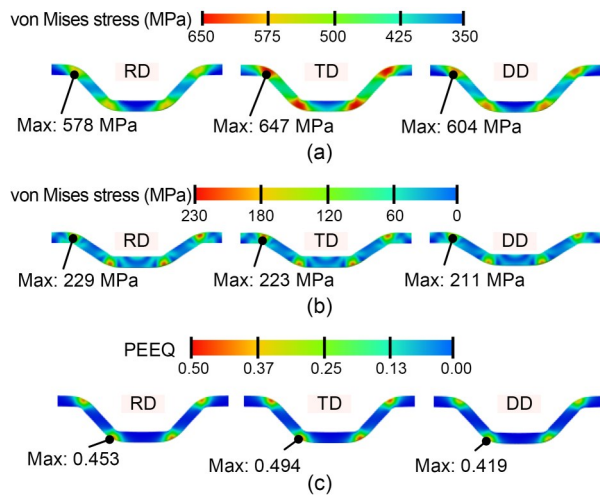 von Mises stress (MPa)
650 575 500 425 350
RD TD DD
Max: 578 MPa Max: 647 MPa Max: 604 MPa
(a)
von Mises stress (MPa)
230 180 120 60 0
RD TD DD
Max: 229 MPa Max: 223 MPa Max: 211 MPa
(b)
PEEQ
0.50 0.37 0.25 0.13 0.00
RD TD DD
Max: 0.453 Max: 0.494 Max: 0.419
(c)